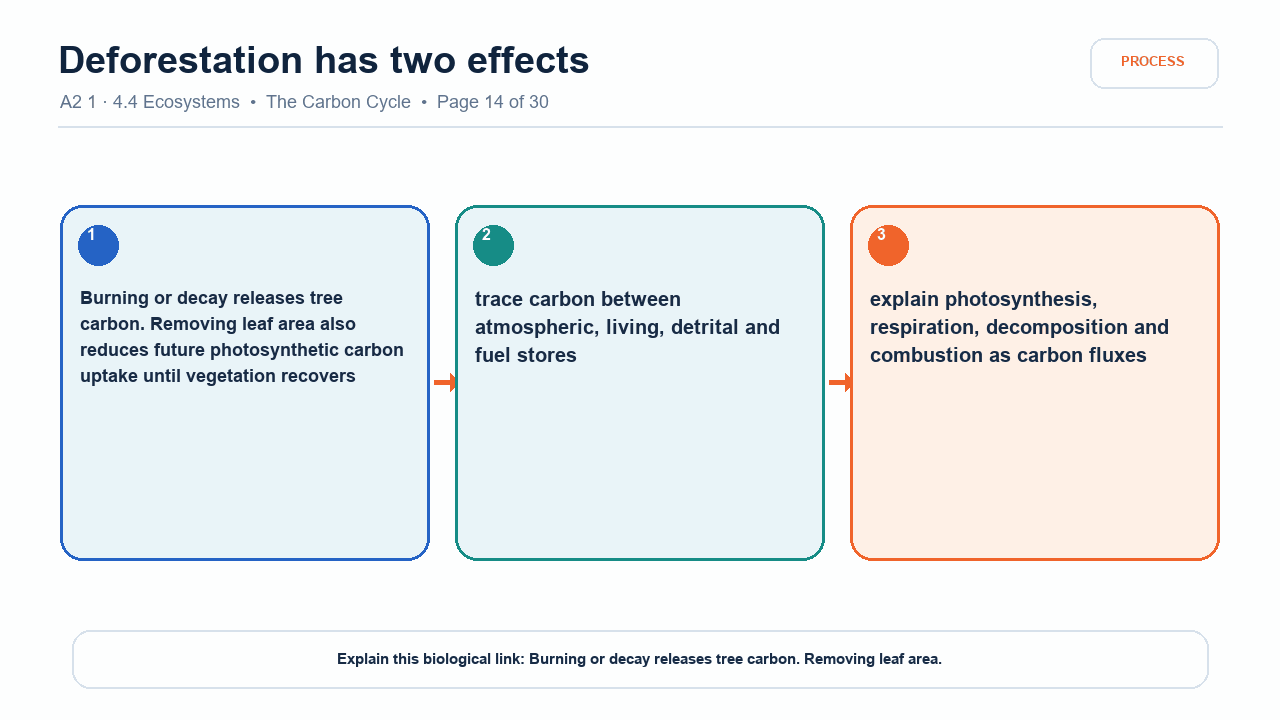 Deforestation has two effects
PROCESS
A2 1 · 4.4 Ecosystems • The Carbon Cycle • Page 14 of 30
1
Burning or decay releases tree
carbon. Removing leaf area also
reduces future photosynthetic carbon
uptake until vegetation recovers
2
trace carbon between
atmospheric, living, detrital and
fuel stores
3
explain photosynthesis,
respiration, decomposition and
combustion as carbon fluxes
Explain this biological link: Burning or decay releases tree carbon. Removing leaf area.